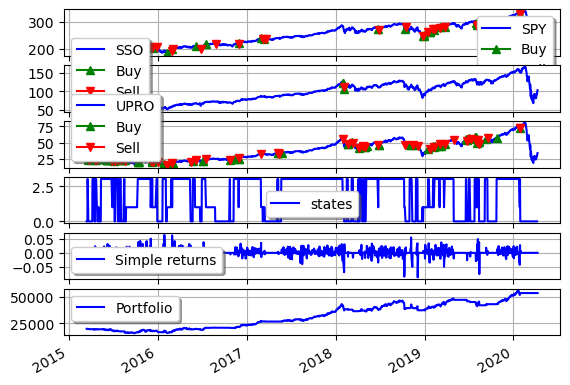 300
200
SPY
Buy
SSO
Buy
Sell
150
100
50
UPRO
Buy
Sell
75
50
25
states
2.5
0.0
0.05
0.00
−0.05
Simple returns
50000
25000
Portfolio
2015
2016
2017
2018
2019
2020